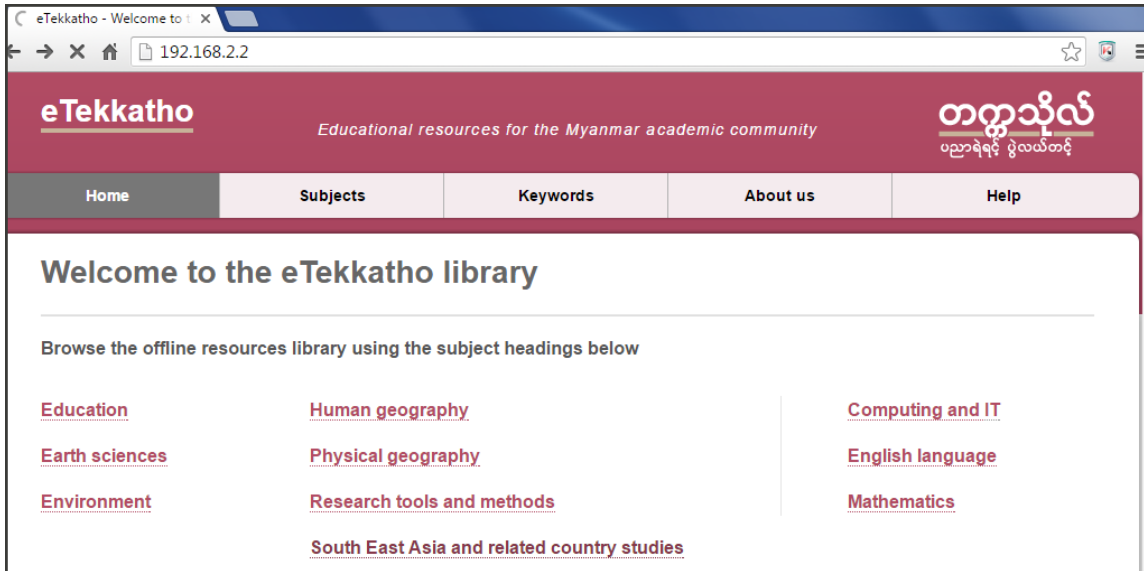 eTekkatho - Welcome to t
192.168.2.2
eTekkatho
Educational resources for the Myanmar academic community
တက္ကသိုလ်
ပညာရဲရင့် ပွဲလယ်တင့်
Home Subjects Keywords About us Help
Welcome to the eTekkatho library
Browse the offline resources library using the subject headings below
Education Human geography Computing and IT
Earth sciences Physical geography English language
Environment Research tools and methods Mathematics
South East Asia and related country studies